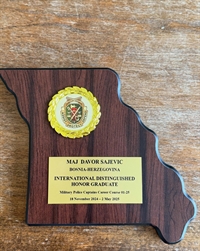 MAJ DAVOR SAJEVIC
BOSNIA-HERZEGOVINA
INTERNATIONAL DISTINGUISHED
HONOR GRADUATE
Military Police Captains Career Course 01-25
18 November 2024 – 2 May 2025